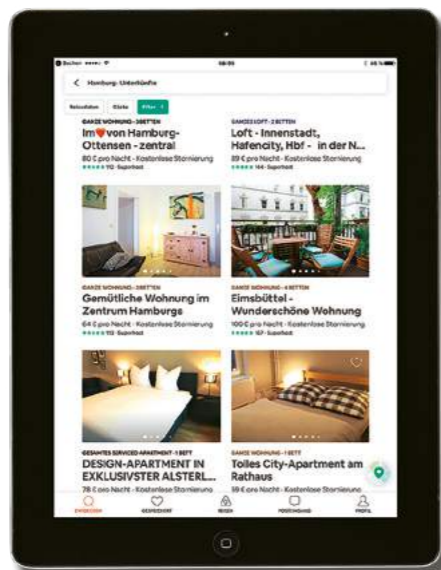 Hamburg · Unterkünfte
Reisedaten Gäste Filter · 1
GANZE WOHNUNG · 3 BETTEN
Im❤️von Hamburg-
Ottensen - zentral
80 € pro Nacht · Kostenlose Stornierung
112 · Superhost
GANZES LOFT · 2 BETTEN
Loft - Innenstadt,
Hafencity, Hbf - in der N...
89 € pro Nacht · Kostenlose Stornierung
144 · Superhost
GANZE WOHNUNG · 3 BETTEN
Gemütliche Wohnung im
Zentrum Hamburgs
64 € pro Nacht · Kostenlose Stornierung
112 · Superhost
GANZE WOHNUNG · 4 BETTEN
Eimsbüttel -
Wunderschöne Wohnung
100 € pro Nacht · Kostenlose Stornierung
167 · Superhost
GESAMTES SERVICED APARTMENT · 1 BETT
DESIGN-APARTMENT IN
EXKLUSIVSTER ALSTERL...
78 € pro Nacht · Kostenlose Stornierung
GANZE WOHNUNG · 1 BETT
Tolles City-Apartment am
Rathaus
59 € pro Nacht · Kostenlose Stornierung
ENTDECKEN GESPEICHERT REISEN POSTEINGANG PROFIL